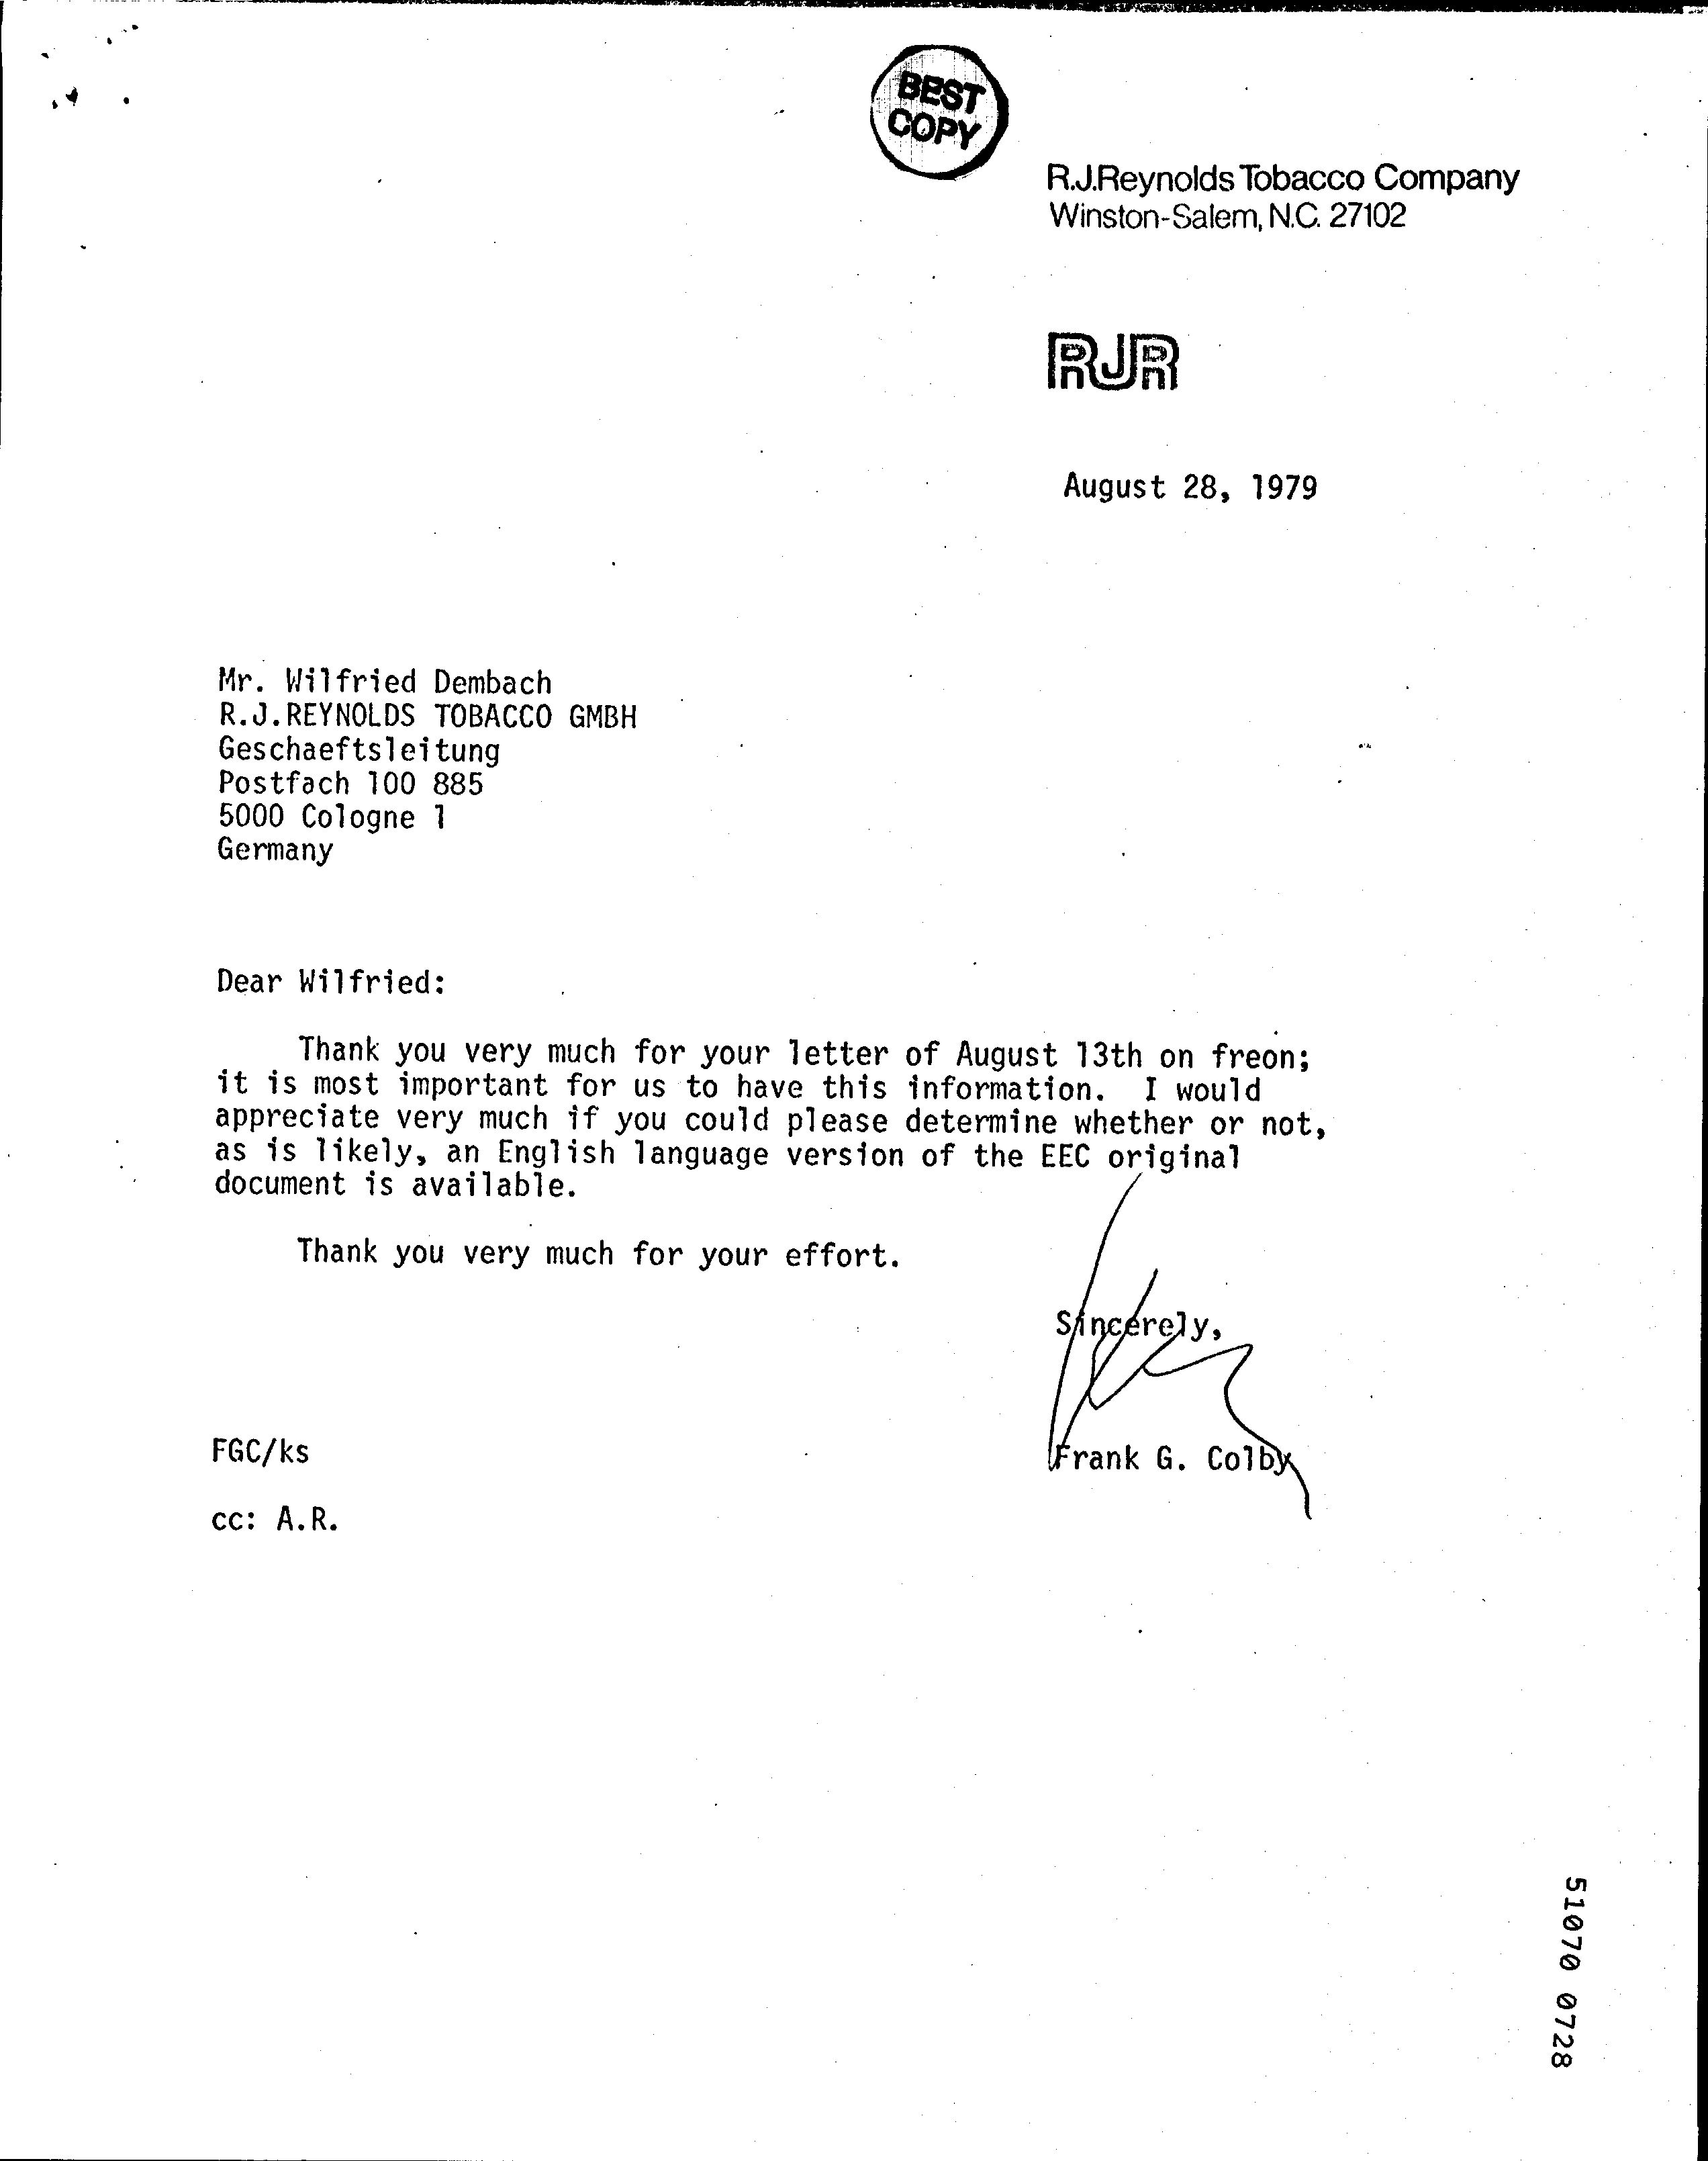 BEST
COPY
R.J.Reynolds Tobacco Company
Winston-Salem, N.C. 27102
RJR
August 28, 1979
Mr. Wilfried Dembach
R.J.REYNOLDS TOBACCO GMBH
Geschaeftsleitung
Postfach 100 885
5000 Cologne 1
Germany
Dear Wilfried:
Thank you very much for your letter of August 13th on freon;
it is most important for us to have this information. I would
appreciate very much if you could please determine whether or not,
as is likely, an English language version of the EEC original
document is available.
Thank you very much for your effort.
Sincerely,
Frank G. Colby
FGC/ks
cc: A.R.
51070 0728